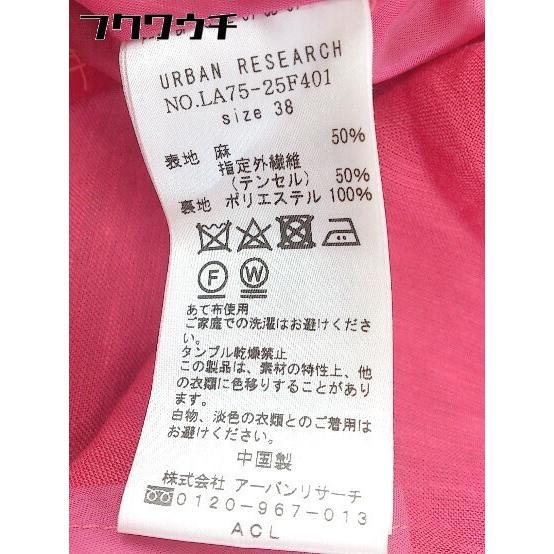 フクワウチ
URBAN RESEARCH
NO.LA75-25F401
size 38
表地 麻 50%
指定外繊維
(テンセル) 50%
裏地 ポリエステル 100%
F W
あて布使用
ご家庭での洗濯はお避けくださ
い。
タンブル乾燥禁止
この製品は、素材の特性上、他
の衣類に色移りすることがあり
ます。
白物、淡色の衣類とのご着用は
お避けください。
中国製
株式会社 アーバンリサーチ
0120-967-013
ACL